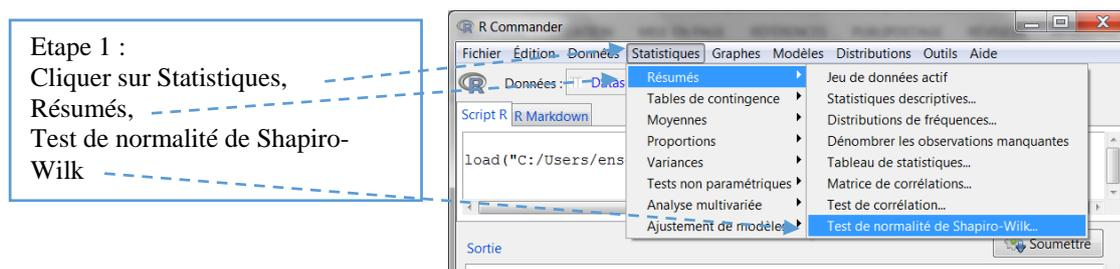 Etape 1 :
Cliquer sur Statistiques,
Résumés,
Test de normalité de Shapiro-
Wilk
R Commander
Fichier Édition Données Statistiques Graphes Modèles Distributions Outils Aide
Données : Datas
Script R R Markdown
load("C:/Users/ens
Résumés
Tables de contingence
Moyennes
Proportions
Variances
Tests non paramétriques
Analyse multivariée
Ajustement de modèles
Jeu de données actif
Statistiques descriptives...
Distributions de fréquences...
Dénombrer les observations manquantes
Tableau de statistiques...
Matrice de corrélations...
Test de corrélation...
Test de normalité de Shapiro-Wilk...
Sortie
Soumettre